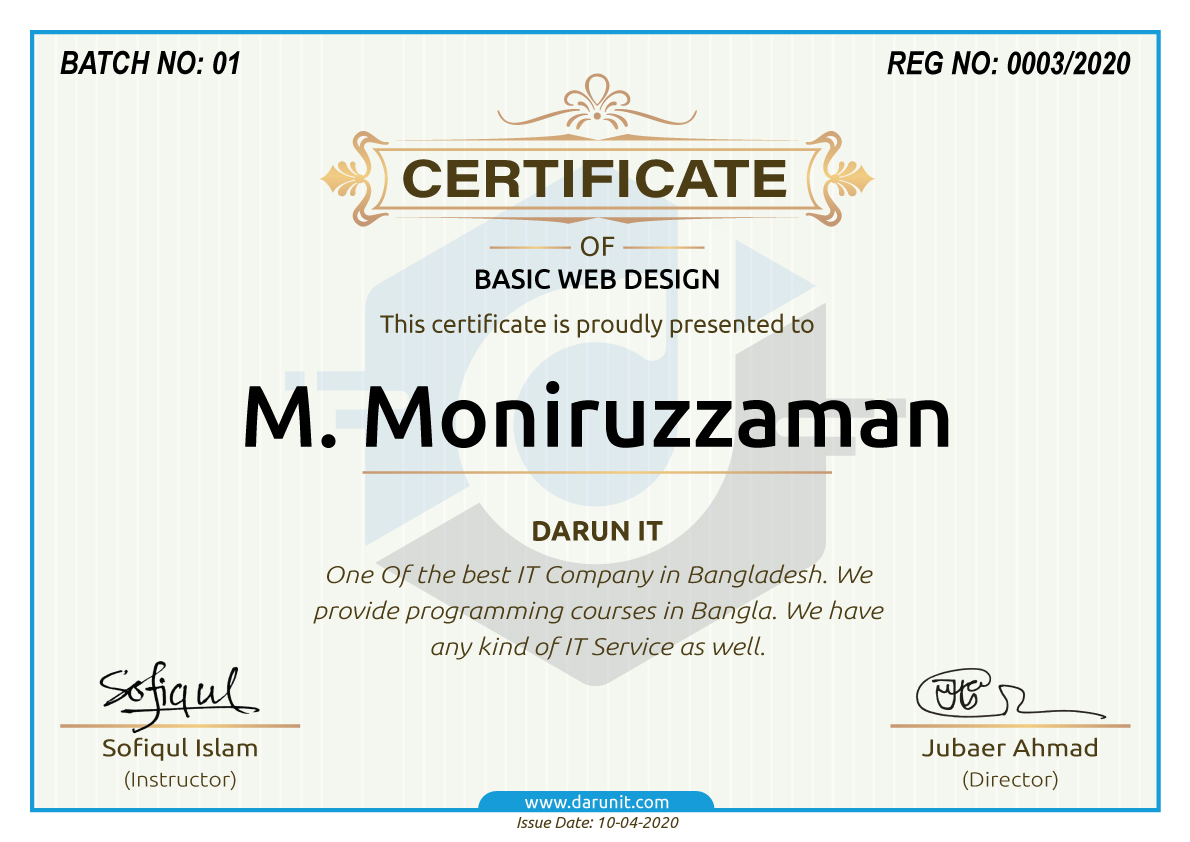 BATCH NO: 01
REG NO: 0003/2020
CERTIFICATE
OF
BASIC WEB DESIGN
This certificate is proudly presented to
M. Moniruzzaman
DARUN IT
One Of the best IT Company in Bangladesh. We
provide programming courses in Bangla. We have
any kind of IT Service as well.
Sofiqul
Sofiqul Islam
(Instructor)
Jubaer Ahmad
(Director)
www.darunit.com
Issue Date: 10-04-2020